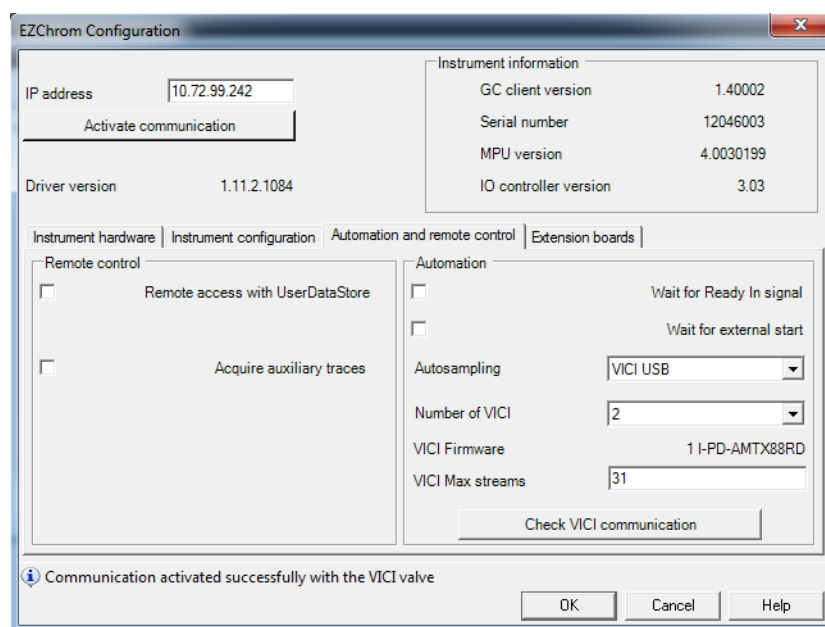 EZChrom Configuration
IP address 10.72.99.242
Activate communication
Driver version 1.11.2.1084
Instrument information
GC client version 1.40002
Serial number 12046003
MPU version 4.0030199
IO controller version 3.03
Instrument hardware Instrument configuration Automation and remote control Extension boards
Remote control
Remote access with UserDataStore
Acquire auxiliary traces
Automation
Wait for Ready In signal
Wait for external start
Autosampling VICI USB
Number of VICI 2
VICI Firmware 1 I-PD-AMTX88RD
VICI Max streams 31
Check VICI communication
Communication activated successfully with the VICI valve
OK Cancel Help